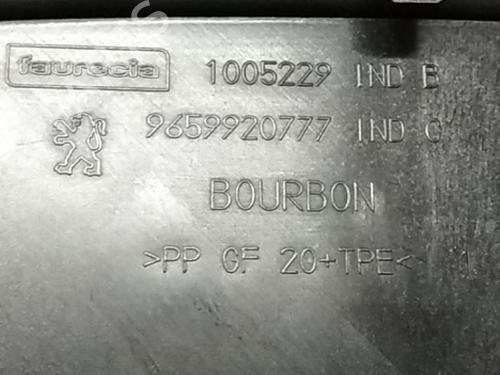 faurecia 1005229 IND B
9659920777 IND C
BOURBON
>PP GF 20+TPE<